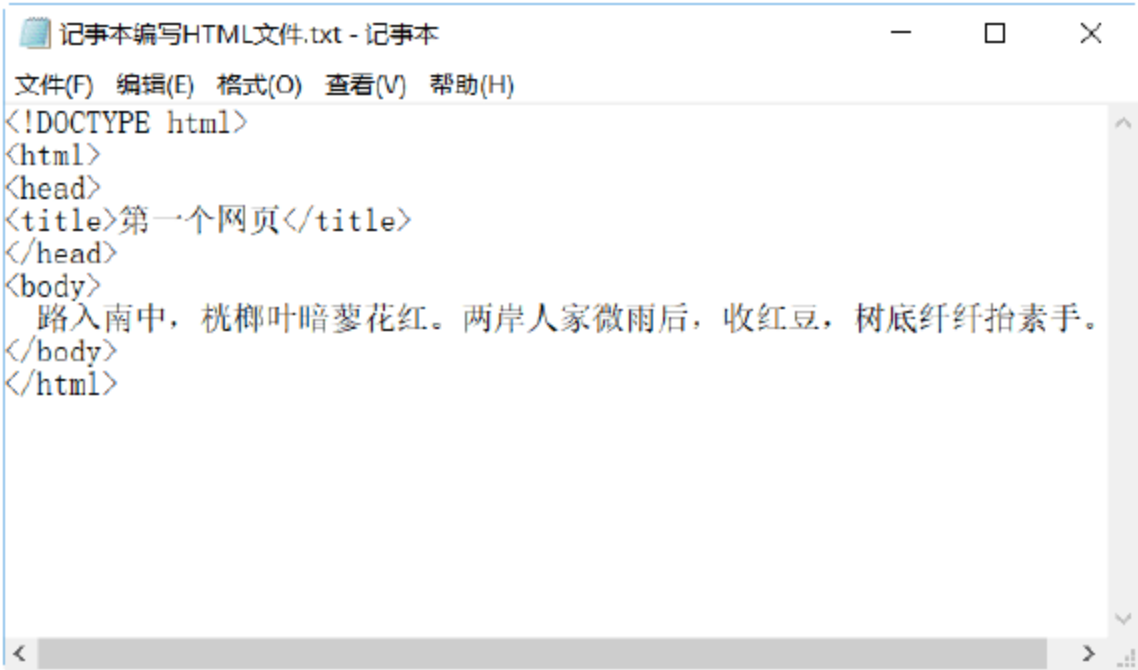 记事本编写HTML文件.txt - 记事本
文件(F) 编辑(E) 格式(O) 查看(V) 帮助(H)
<!DOCTYPE html>
<html>
<head>
<title>第一个网页</title>
</head>
<body>
路入南中，桄榔叶暗蓼花红。两岸人家微雨后，收红豆，树底纤纤抬素手。
</body>
</html>